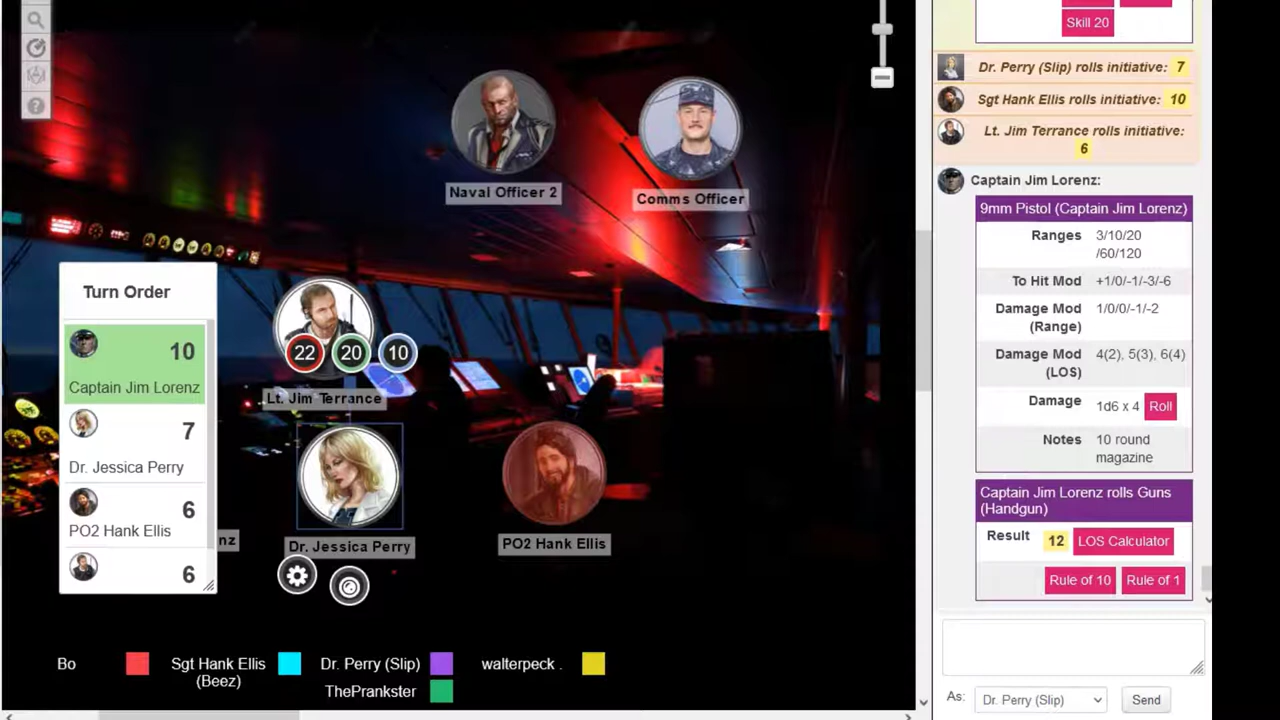 Naval Officer 2
Comms Officer
Turn Order
10
Captain Jim Lorenz
7
Dr. Jessica Perry
6
PO2 Hank Ellis
6
22
20
10
Lt. Jim Terrance
nz
Dr. Jessica Perry
PO2 Hank Ellis
Bo
Sgt Hank Ellis
(Beez)
Dr. Perry (Slip)
walterpeck .
ThePrankster
Skill 20
Dr. Perry (Slip) rolls initiative: 7
Sgt Hank Ellis rolls initiative: 10
Lt. Jim Terrance rolls initiative:
6
Captain Jim Lorenz:
9mm Pistol (Captain Jim Lorenz)
Ranges 3/10/20
/60/120
To Hit Mod +1/0/-1/-3/-6
Damage Mod 1/0/0/-1/-2
(Range)
Damage Mod 4(2), 5(3), 6(4)
(LOS)
Damage 1d6 x 4 Roll
Notes 10 round
magazine
Captain Jim Lorenz rolls Guns
(Handgun)
Result 12 LOS Calculator
Rule of 10 Rule of 1
As: Dr. Perry (Slip) Send